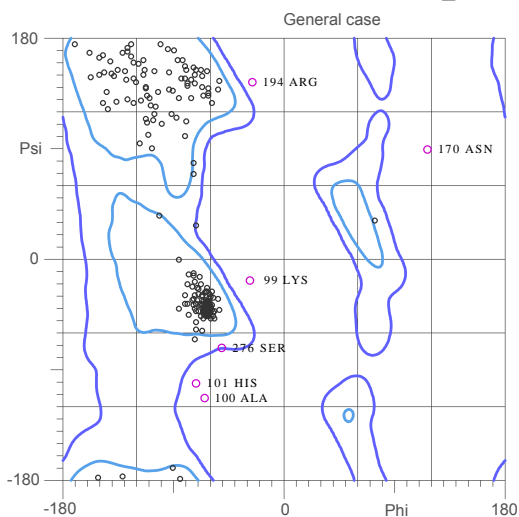 General case
180
194 ARG
Psi
170 ASN
0
99 LYS
276 SER
101 HIS
100 ALA
-180
-180 0 Phi 180